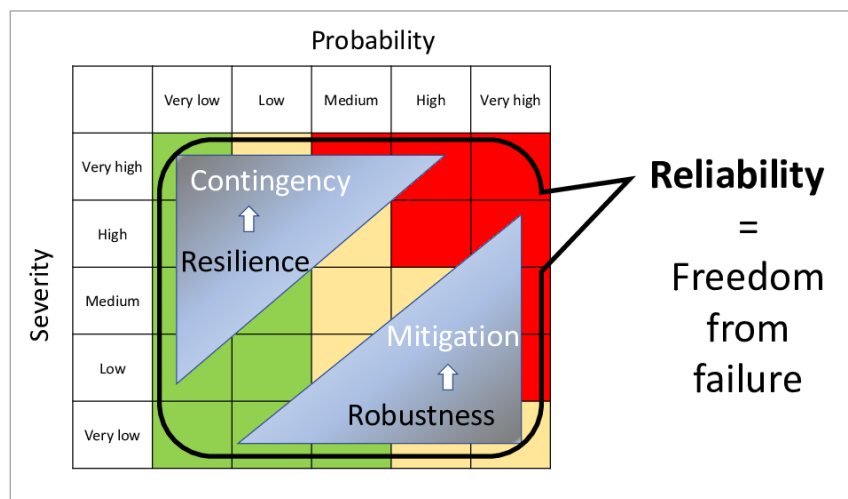 Probability
Very low Low Medium High Very high
Severity
Very high
High
Medium
Low
Very low
Contingency
Resilience
Mitigation
Robustness
Reliability
=
Freedom
from
failure